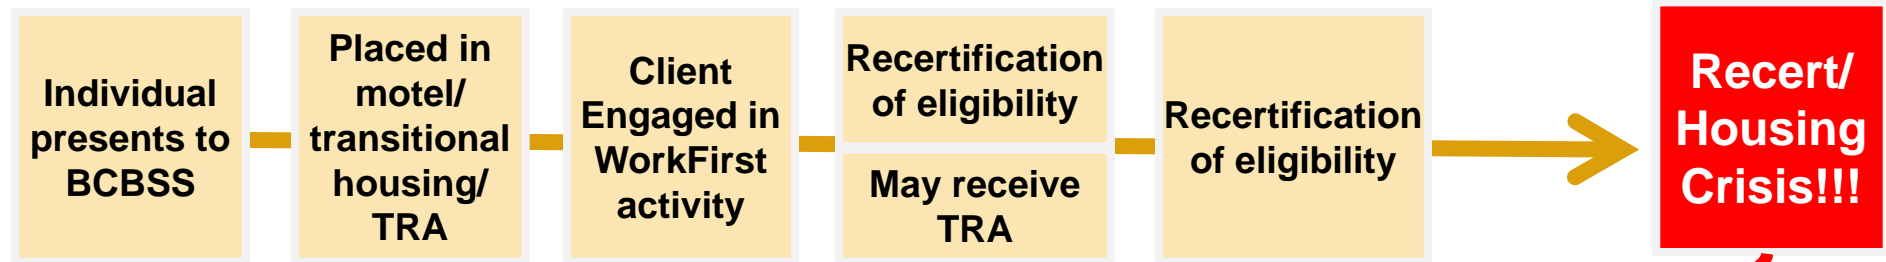 Individual
presents to
BCBSS
Placed in
motel/
transitional
housing/
TRA
Client
Engaged in
WorkFirst
activity
Recertification
of eligibility
May receive
TRA
Recertification
of eligibility
Recert/
Housing
Crisis!!!